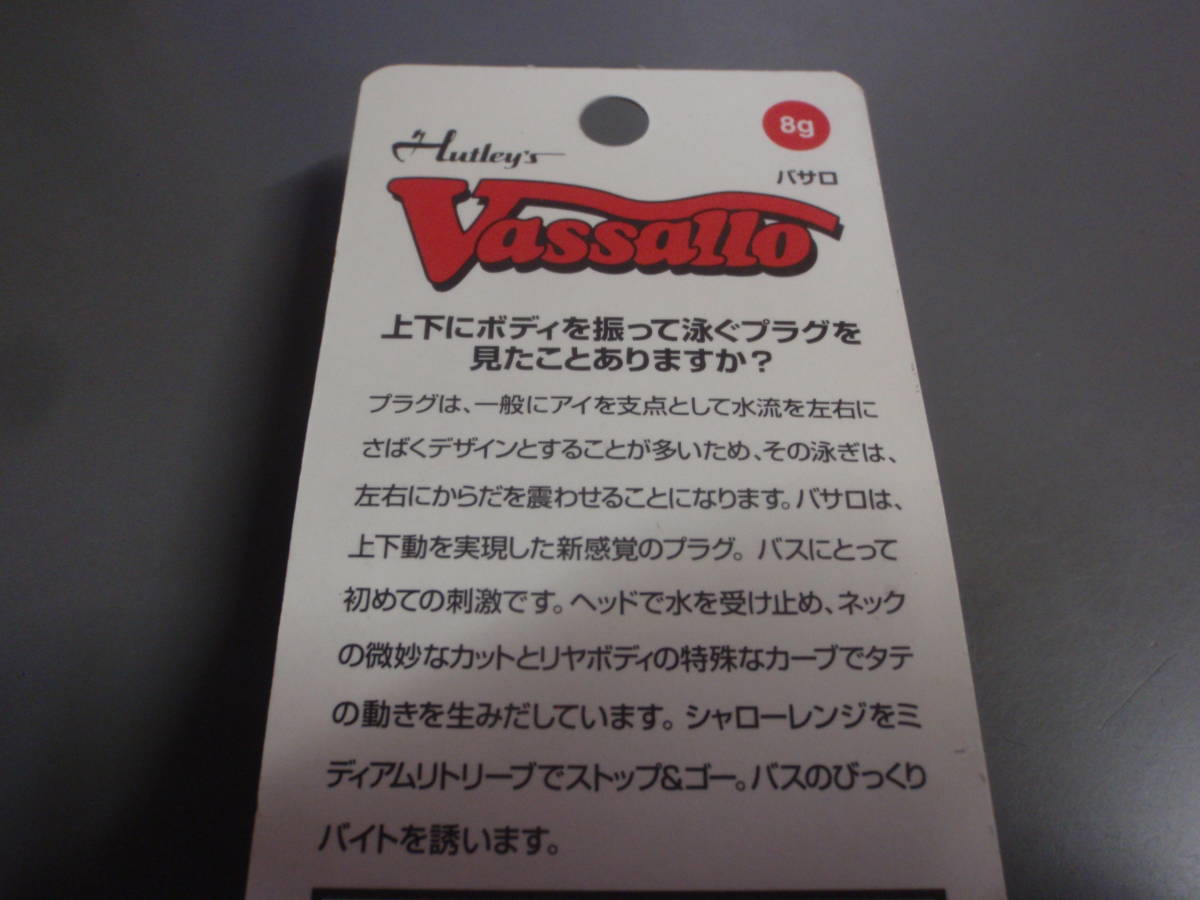 8g
Hutley's
バサロ
Vassallo
上下にボディを振って泳ぐプラグを
見たことありますか?
プラグは、一般にアイを支点として水流を左右に
さばくデザインとすることが多いため、その泳ぎは、
左右にからだを震わせることになります。バサロは、
上下動を実現した新感覚のプラグ。バスにとって
初めての刺激です。ヘッドで水を受け止め、ネック
の微妙なカットとリヤボディの特殊なカーブでタテ
の動きを生みだしています。シャローレンジをミ
ディアムリトリーブでストップ&ゴー。バスのびっくり
バイトを誘います。